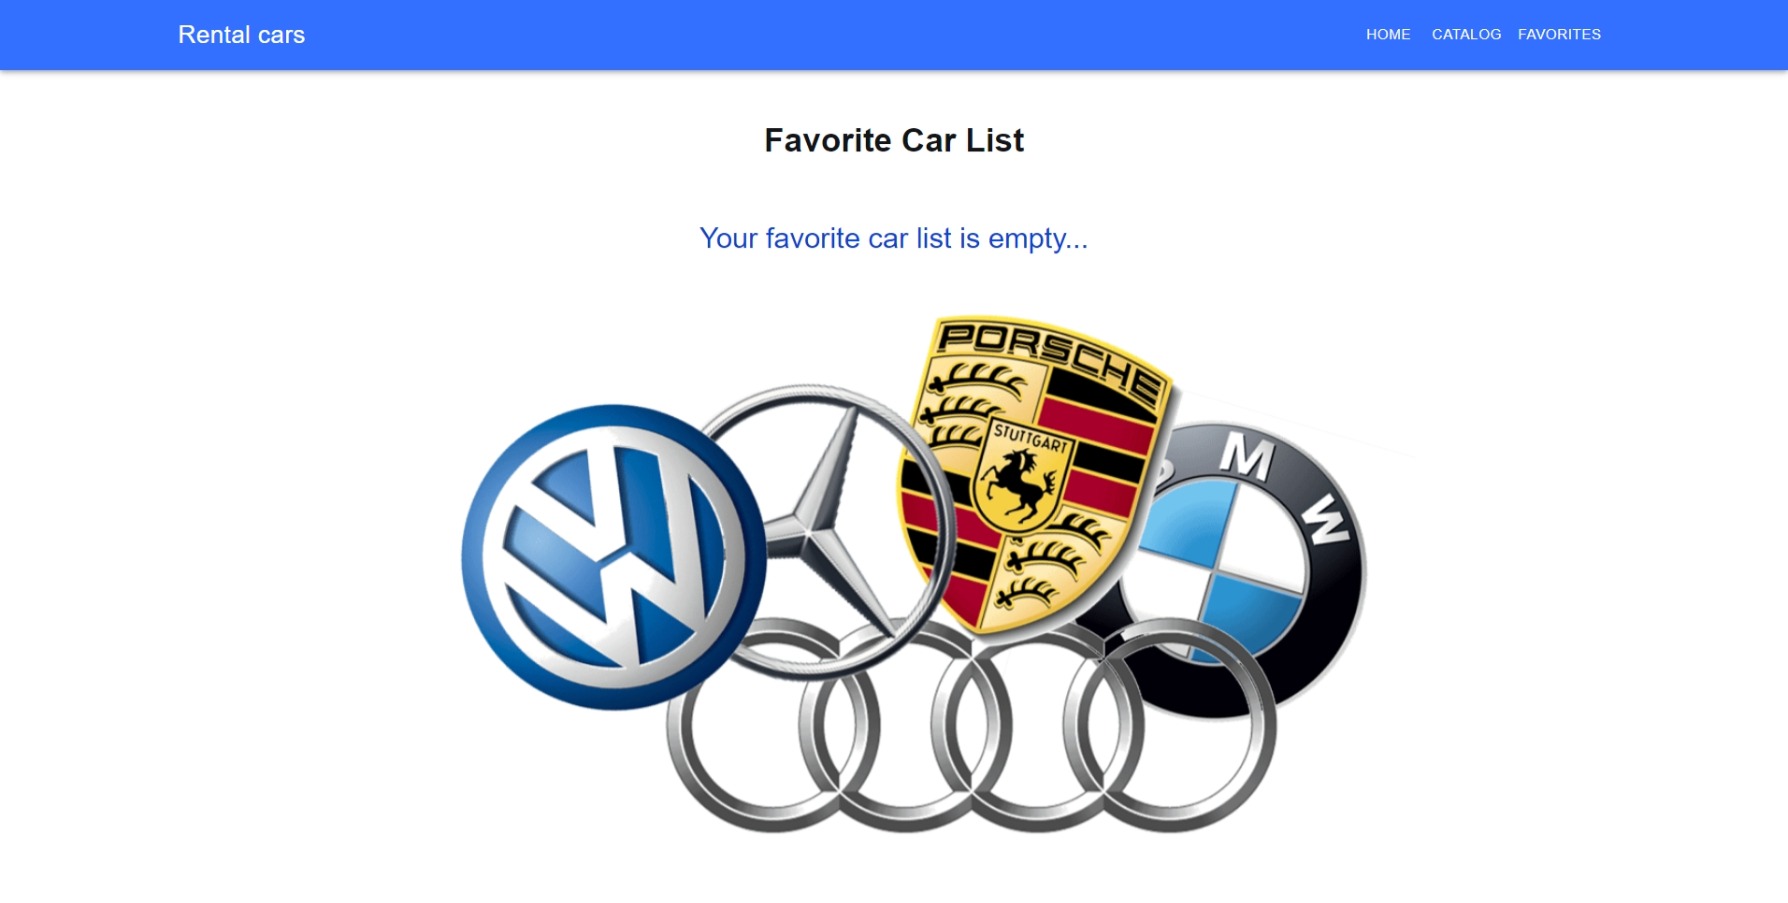 Rental cars
HOME CATALOG FAVORITES
Favorite Car List
Your favorite car list is empty...
PORSCHE
STUTTGART
M W